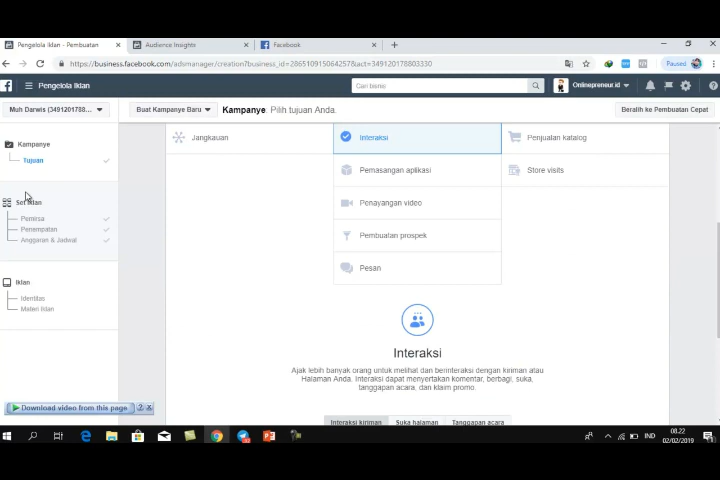 Pengelola Iklan - Pembuatan
Audience Insights
Facebook
https://business.facebook.com/adsmanager/creation?business_id=286510915064257&act=349120178803330
Paused
Pengelola Iklan
Cari bisnis
Onlinepreneur.id
Muh Darwis (34912017 88...
Buat Kampanye Baru
Kampanye: Pilih tujuan Anda.
Beralih ke Pembuatan Cepat
Kampanye
Tujuan
Set Iklan
Pemirsa
Penempatan
Anggaran & Jadwal
Iklan
Identitas
Materi Iklan
Jangkauan
Interaksi
Penjualan katalog
Pemasangan aplikasi
Store visits
Penayangan video
Pembuatan prospek
Pesan
Interaksi
Ajak lebih banyak orang untuk melihat dan berinteraksi dengan kiriman atau
Halaman Anda. Interaksi dapat menyertakan komentar, berbagi, suka,
tanggapan acara, dan klaim promo.
Interaksi kiriman
Suka halaman
Tanggapan acara
Download video from this page ? X
IND
08.22
02/02/2019